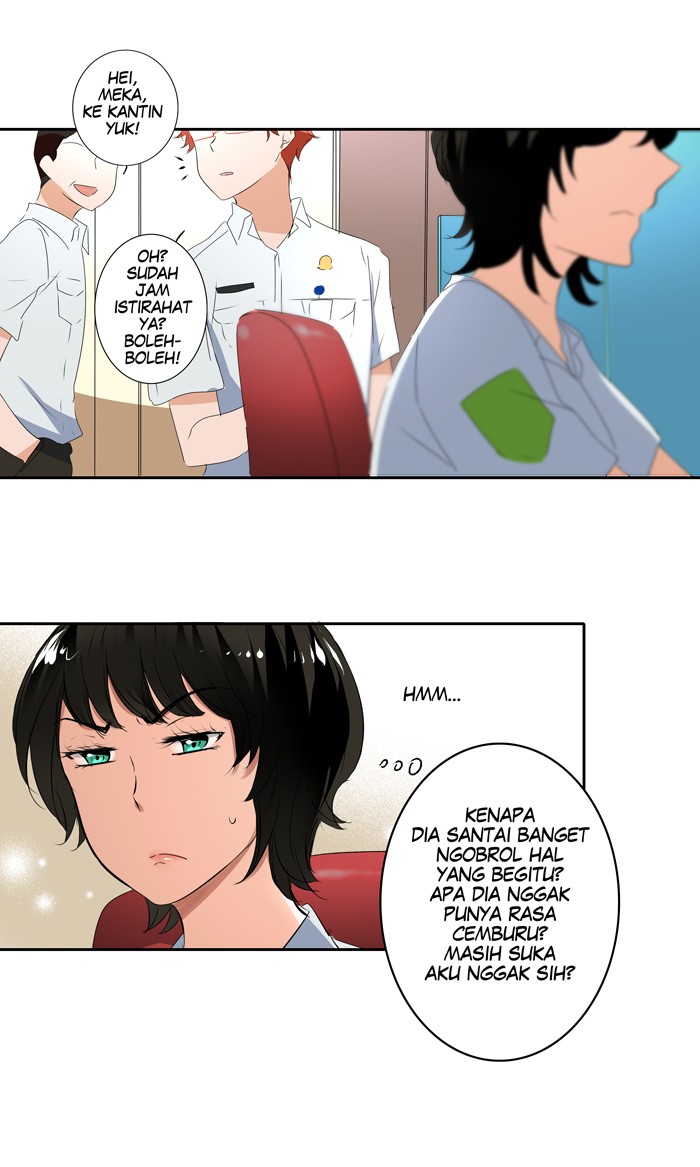 HEI,
MEKA,
KE KANTIN
YUK!
OH?
SUDAH
JAM
ISTIRAHAT
YA?
BOLEH-
BOLEH!
HMM...
KENAPA
DIA SANTAI BANGET
NGOBROL HAL
YANG BEGITU?
APA DIA NGGAK
PUNYA RASA
CEMBURU?
MASIH SUKA
AKU NGGAK SIH?